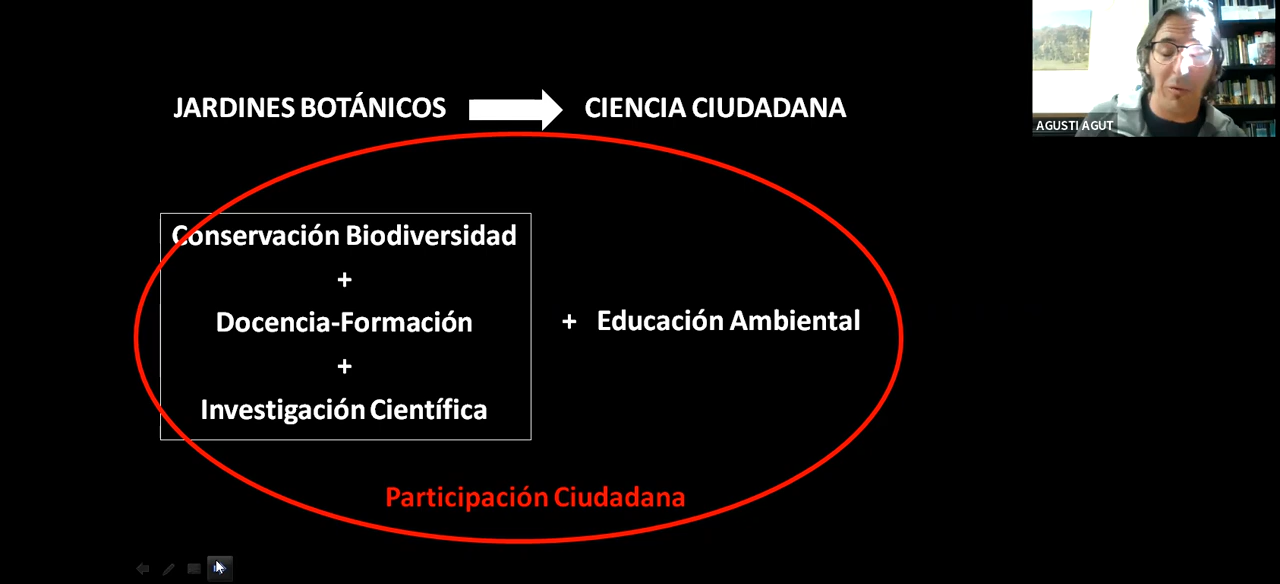 JARDINES BOTÁNICOS CIENCIA CIUDADANA
AGUSTI AGUT
Conservación Biodiversidad
+
Docencia-Formación
+ Educación Ambiental
+
Investigación Científica
Participación Ciudadana